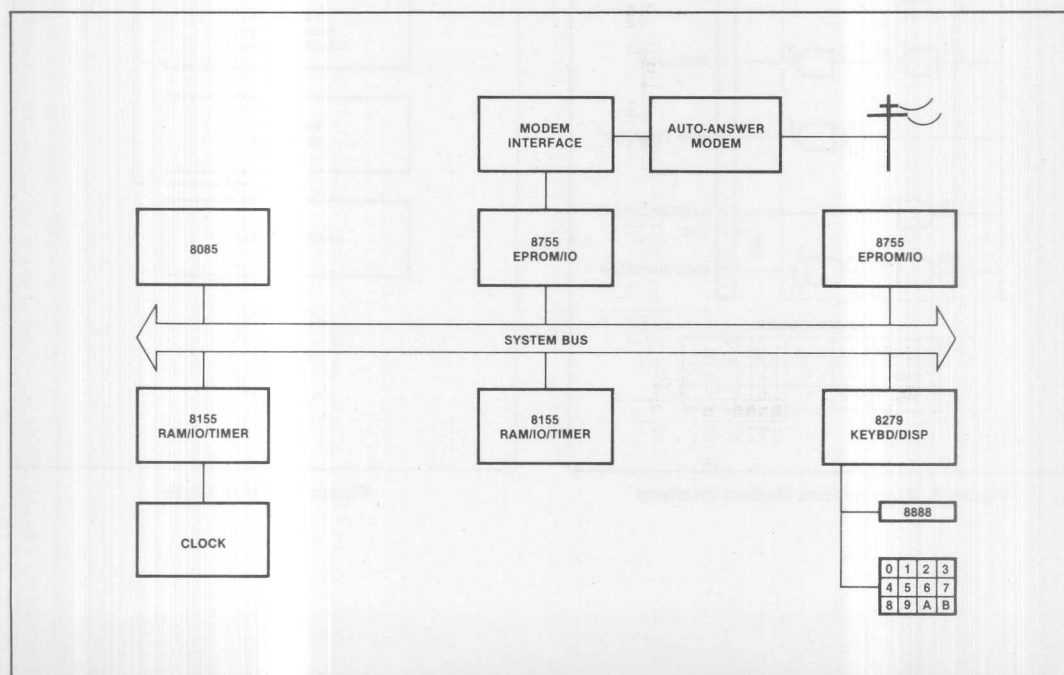 MODEM
INTERFACE
AUTO-ANSWER
MODEM
8085
8755
EPROM/IO
8755
EPROM/IO
SYSTEM BUS
8155
RAM/IO/TIMER
8155
RAM/IO/TIMER
8279
KEYBD/DISP
CLOCK
8888
0 1 2 3
4 5 6 7
8 9 A B